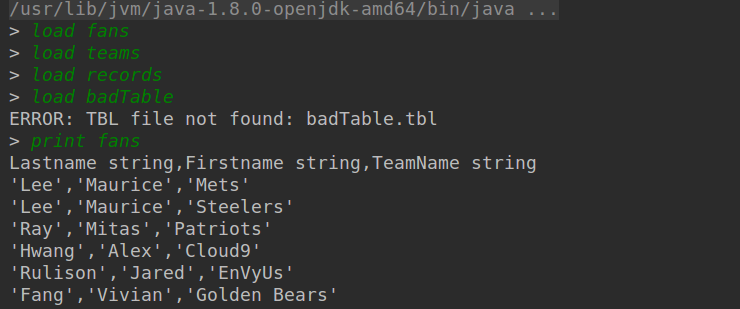 /usr/lib/jvm/java-1.8.0-openjdk-amd64/bin/java ...
> load fans
> load teams
> load records
> load badTable
ERROR: TBL file not found: badTable.tbl
> print fans
Lastname string,Firstname string,TeamName string
'Lee','Maurice','Mets'
'Lee','Maurice','Steelers'
'Ray','Mitas','Patriots'
'Hwang','Alex','Cloud9'
'Rulison','Jared','EnVyUs'
'Fang','Vivian','Golden Bears'